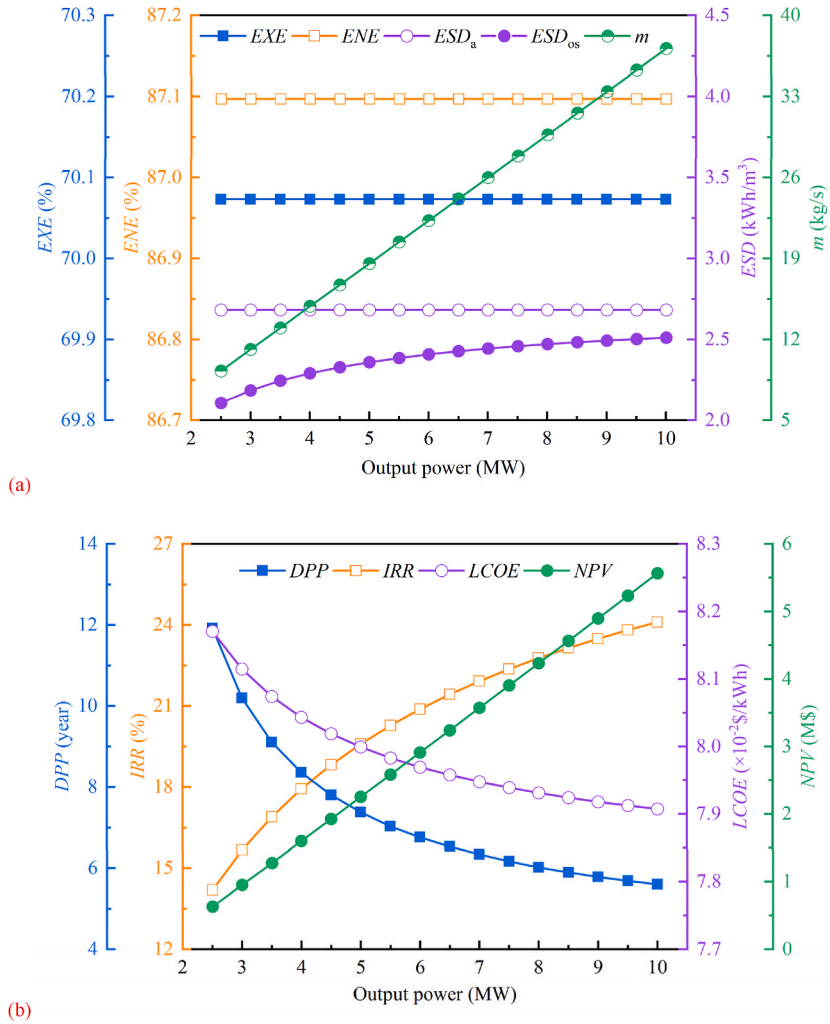 EXE ENE ESDa ESDos m
70.3 87.2 4.5 40
70.2 87.1 4.0 33
70.1 87.0 3.5 26
70.0 86.9 3.0 19
69.9 86.8 2.5 12
69.8 86.7 2.0 5
EXE (%)
ENE (%)
ESD (kWh/m³)
m (kg/s)
2 3 4 5 6 7 8 9 10
Output power (MW)
(a)
DPP IRR LCOE NPV
14 27 8.3 6
12 24 8.2 5
10 21 8.1 4
8 18 8.0 3
6 15 7.9 2
4 12 7.8 1
7.7 0
DPP (year)
IRR (%)
LCOE (×10⁻²$/kWh)
NPV (M$)
2 3 4 5 6 7 8 9 10
Output power (MW)
(b)